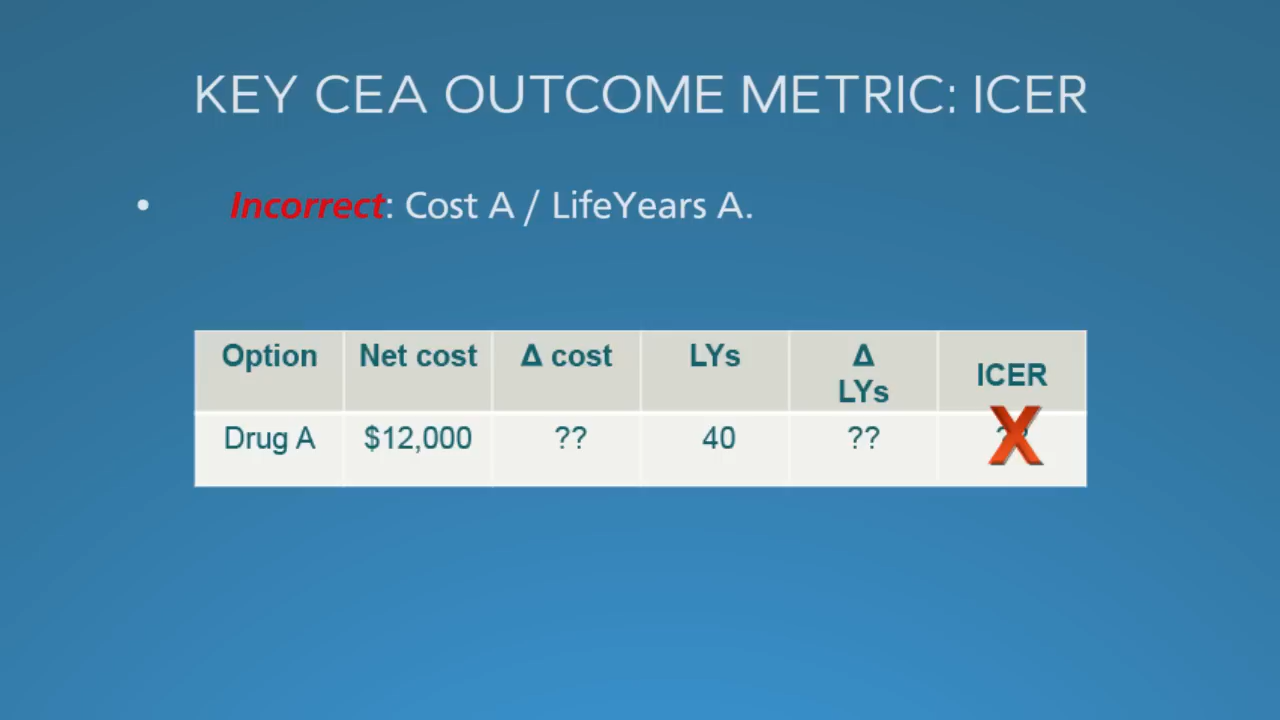 KEY CEA OUTCOME METRIC: ICER
• Incorrect: Cost A / LifeYears A.
Option Net cost Δ cost LYs Δ LYs ICER
Drug A $12,000 ?? 40 ??